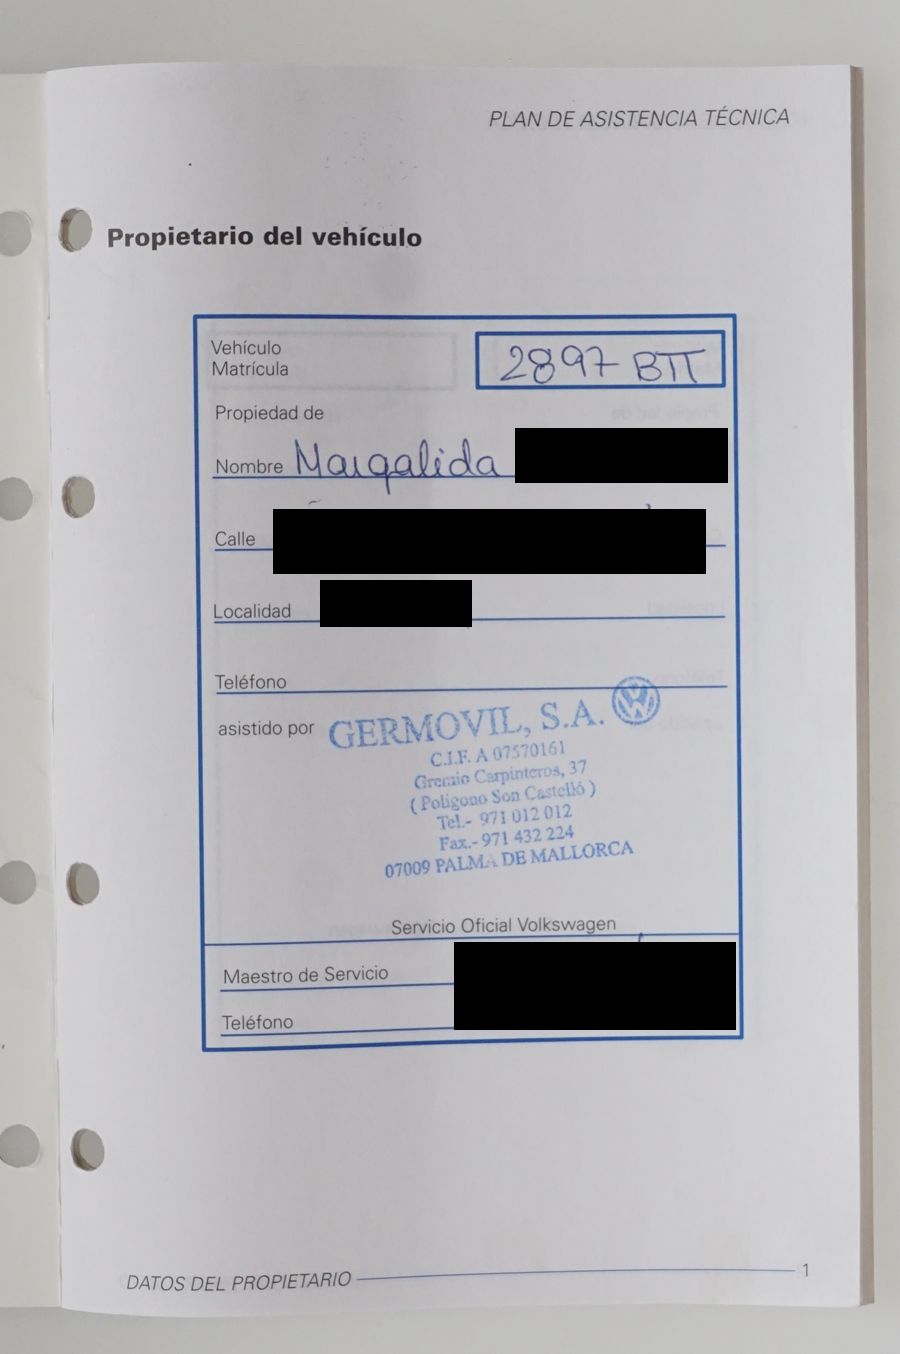 PLAN DE ASISTENCIA TÉCNICA
Propietario del vehículo
Vehículo
Matrícula
2897 BTT
Propiedad de
Nombre Margalida
Calle
Localidad
Teléfono
asistido por GERMOVIL, S.A.
C.I.F. A 07570161
Gremio Carpinteros, 37
( Poligono Son Castelló )
Tel.- 971 012 012
Fax.- 971 432 224
07009 PALMA DE MALLORCA
Servicio Oficial Volkswagen
Maestro de Servicio
Teléfono
DATOS DEL PROPIETARIO 1